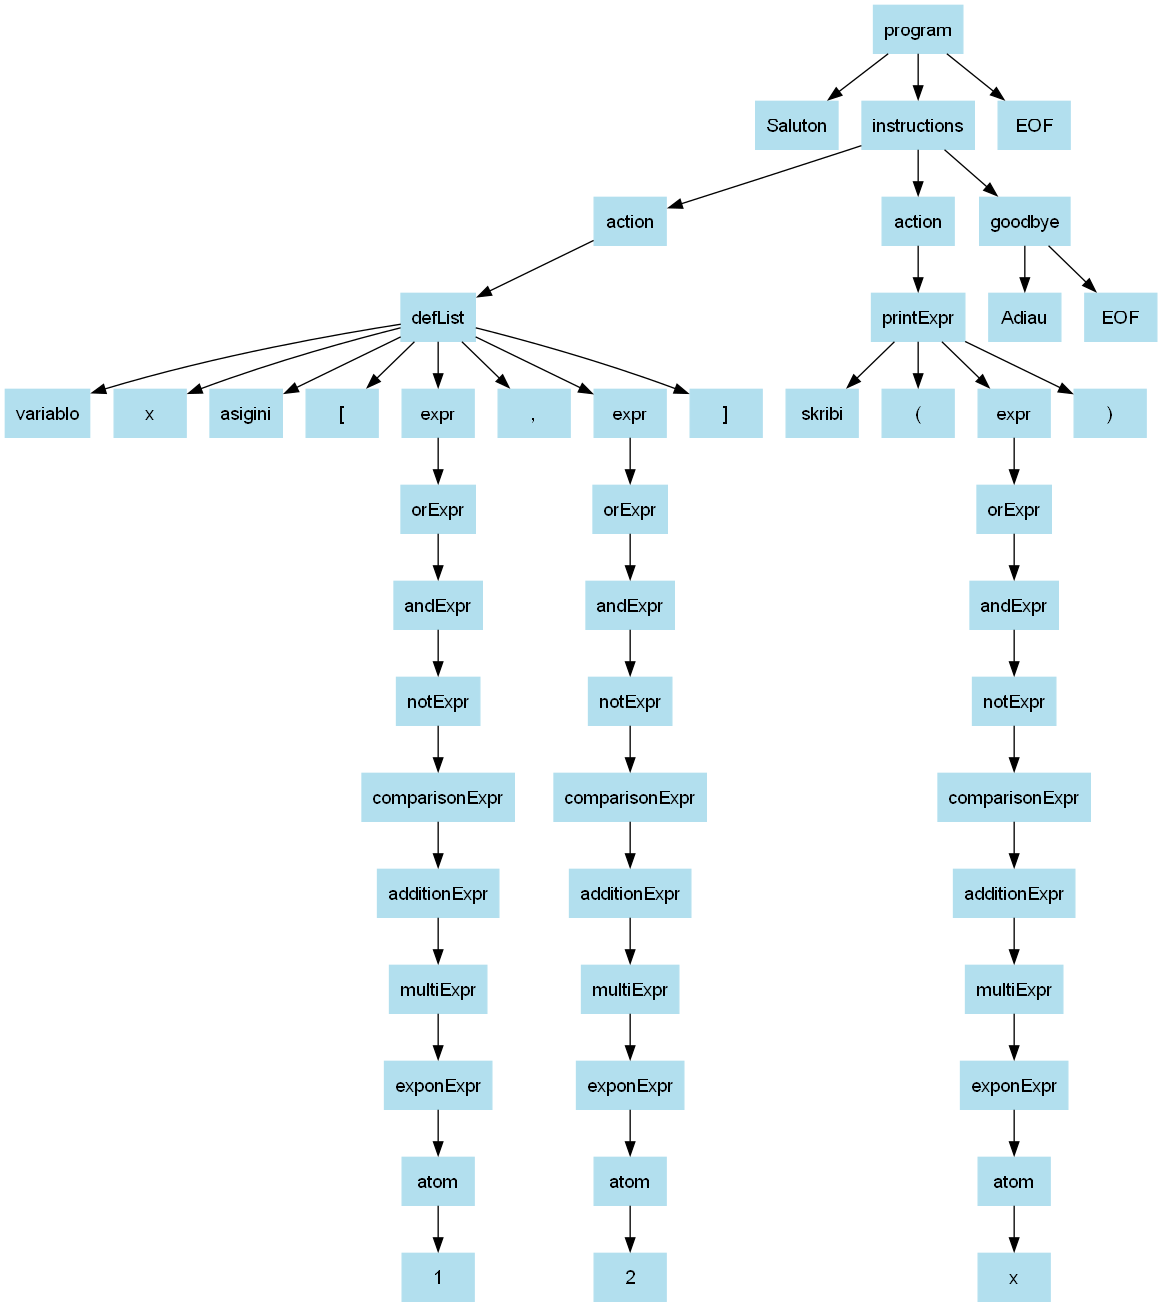 program
Saluton instructions EOF
action action goodbye
defList printExpr Adiau EOF
variablo x asigini [ expr , expr ] skribi ( expr )
orExpr orExpr orExpr
andExpr andExpr andExpr
notExpr notExpr notExpr
comparisonExpr comparisonExpr comparisonExpr
additionExpr additionExpr additionExpr
multiExpr multiExpr multiExpr
exponExpr exponExpr exponExpr
atom atom atom
1 2 x